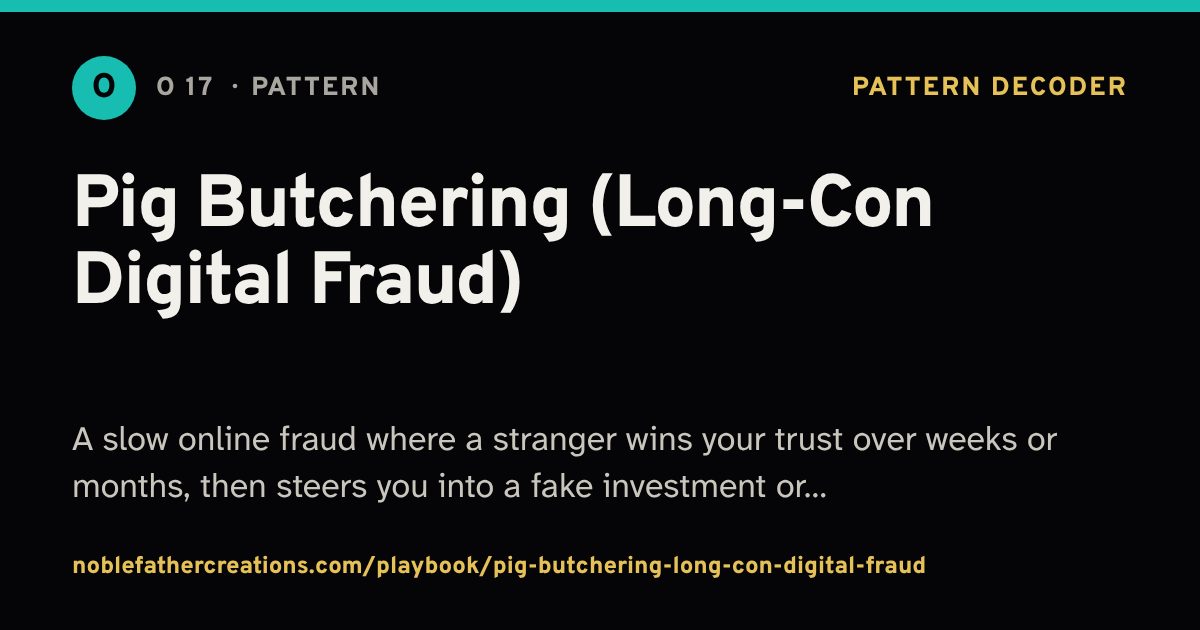 O
O 17 · PATTERN
PATTERN DECODER
Pig Butchering (Long-Con
Digital Fraud)
A slow online fraud where a stranger wins your trust over weeks or
months, then steers you into a fake investment or...
noblefathercreations.com/playbook/pig-butchering-long-con-digital-fraud